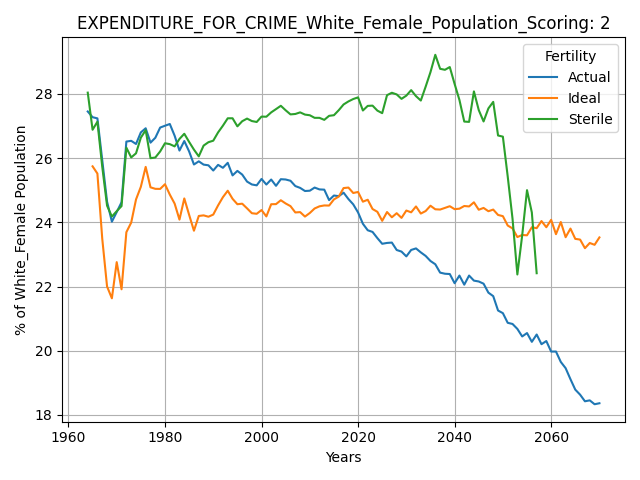 EXPENDITURE_FOR_CRIME_White_Female_Population_Scoring: 2
Fertility
Actual
Ideal
Sterile
% of White_Female Population
28
26
24
22
20
18
1960
1980
2000
2020
2040
2060
Years